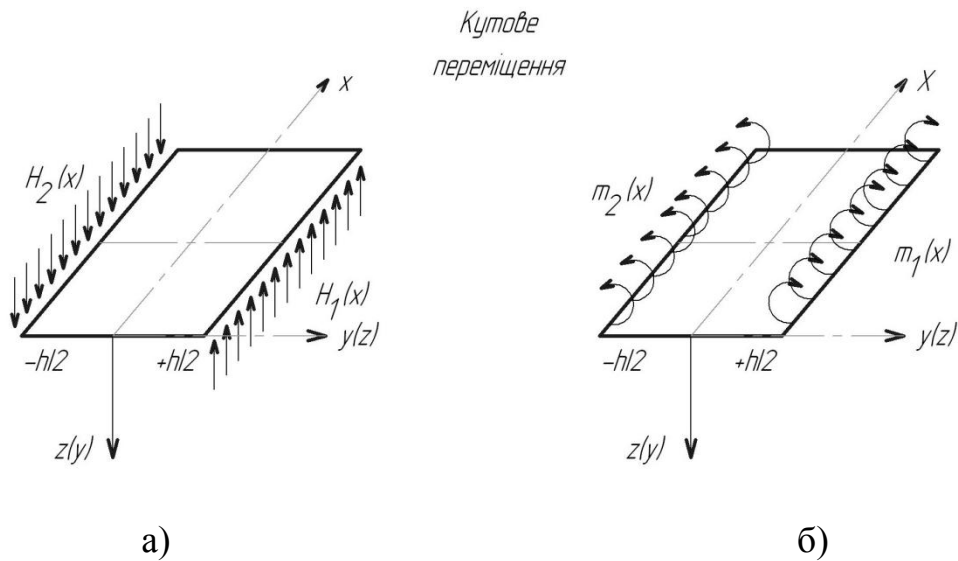 Кутове
переміщення
x
H₂(x)
H₁(x)
y(z)
–h/2
+h/2
z(y)
а)
X
m₂(x)
m₁(x)
y(z)
–h/2
+h/2
z(y)
б)